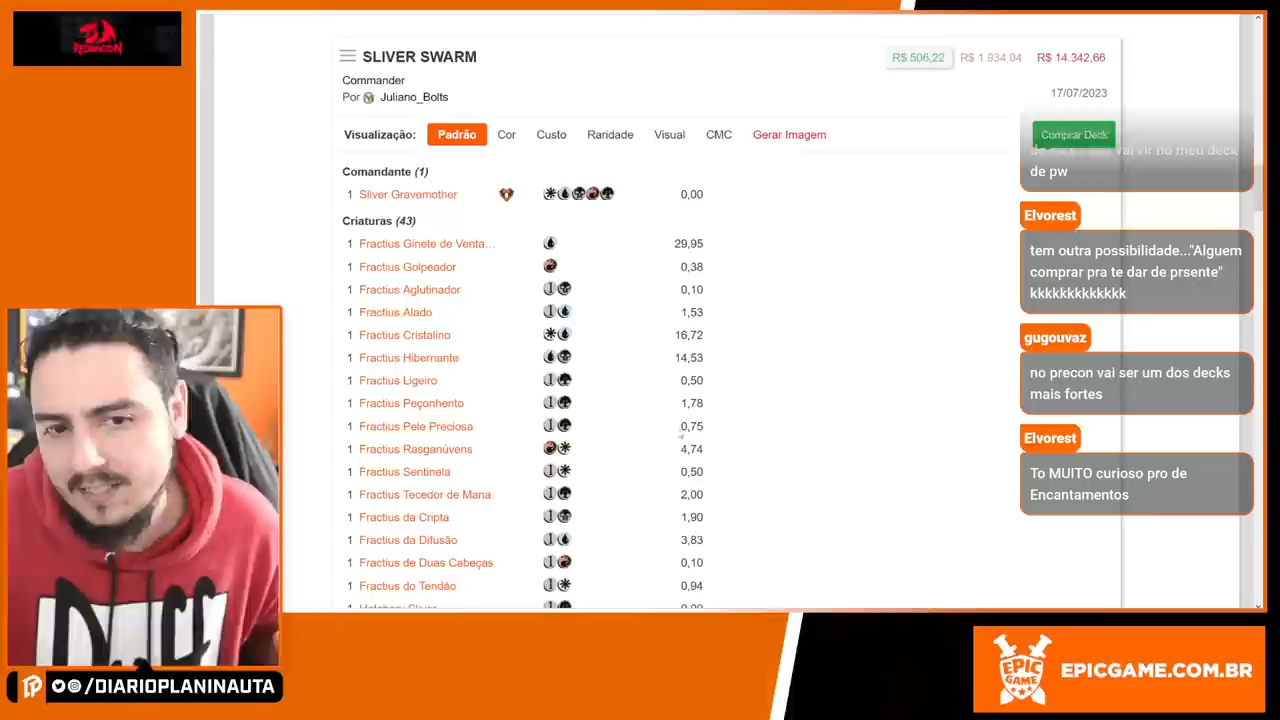 REDRAGON
SLIVER SWARM
R$ 506,22 R$ 1.934,04 R$ 14.342,66
Commander
Por Juliano_Bolts
17/07/2023
Visualização: Padrão Cor Custo Raridade Visual CMC Gerar Imagem
Comprar Deck
Comandante (1)
1 Sliver Gravemother 0,00
Criaturas (43)
1 Fractius Ginete de Venta... 29,95
1 Fractius Golpeador 0,38
1 Fractius Aglutinador 0,10
1 Fractius Alado 1,53
1 Fractius Cristalino 16,72
1 Fractius Hibernante 14,53
1 Fractius Ligeiro 0,50
1 Fractius Peçonhento 1,78
1 Fractius Pele Preciosa 0,75
1 Fractius Rasganúvens 4,74
1 Fractius Sentinela 0,50
1 Fractius Tecedor de Mana 2,00
1 Fractius da Cripta 1,90
1 Fractius da Difusão 3,83
1 Fractius de Duas Cabeças 0,10
1 Fractius do Tendão 0,94
vai vir no meu deck
de pw
Elvorest
tem outra possibilidade..."Alguem
comprar pra te dar de prsente"
kkkkkkkkkkkkk
gugouvaz
no precon vai ser um dos decks
mais fortes
Elvorest
To MUITO curioso pro de
Encantamentos
/DIARIOPLANINAUTA
EPIC
GAME
EPICGAME.COM.BR